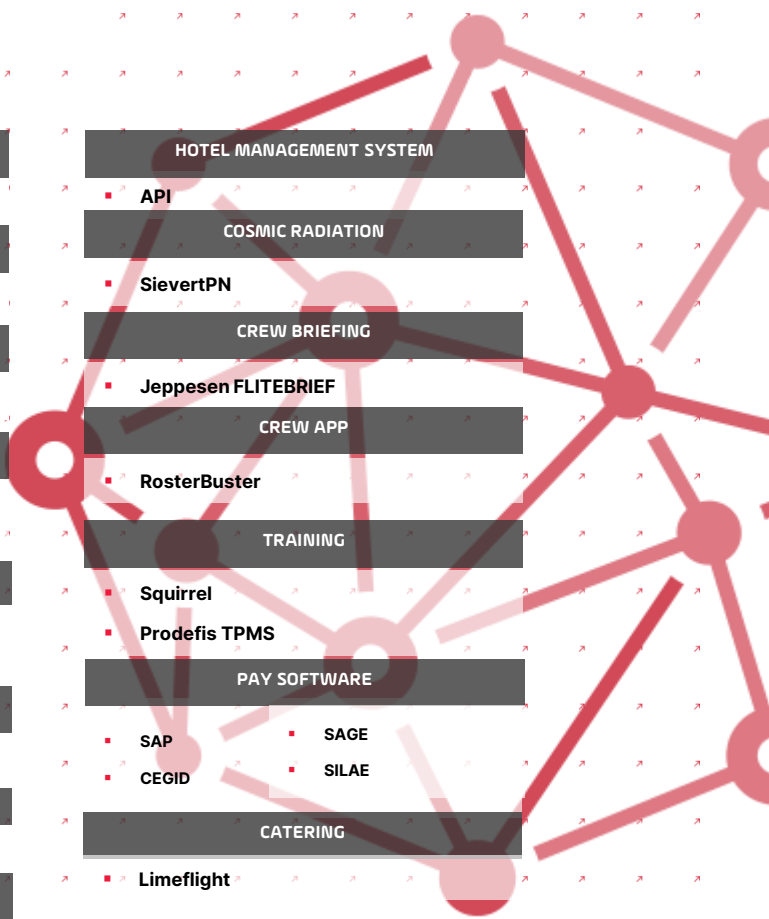 HOTEL MANAGEMENT SYSTEM
API
COSMIC RADIATION
SievertPN
CREW BRIEFING
Jeppesen FLITEBRIEF
CREW APP
RosterBuster
TRAINING
Squirrel
Prodefis TPMS
PAY SOFTWARE
SAP
CEGID
SAGE
SILAE
CATERING
Limeflight